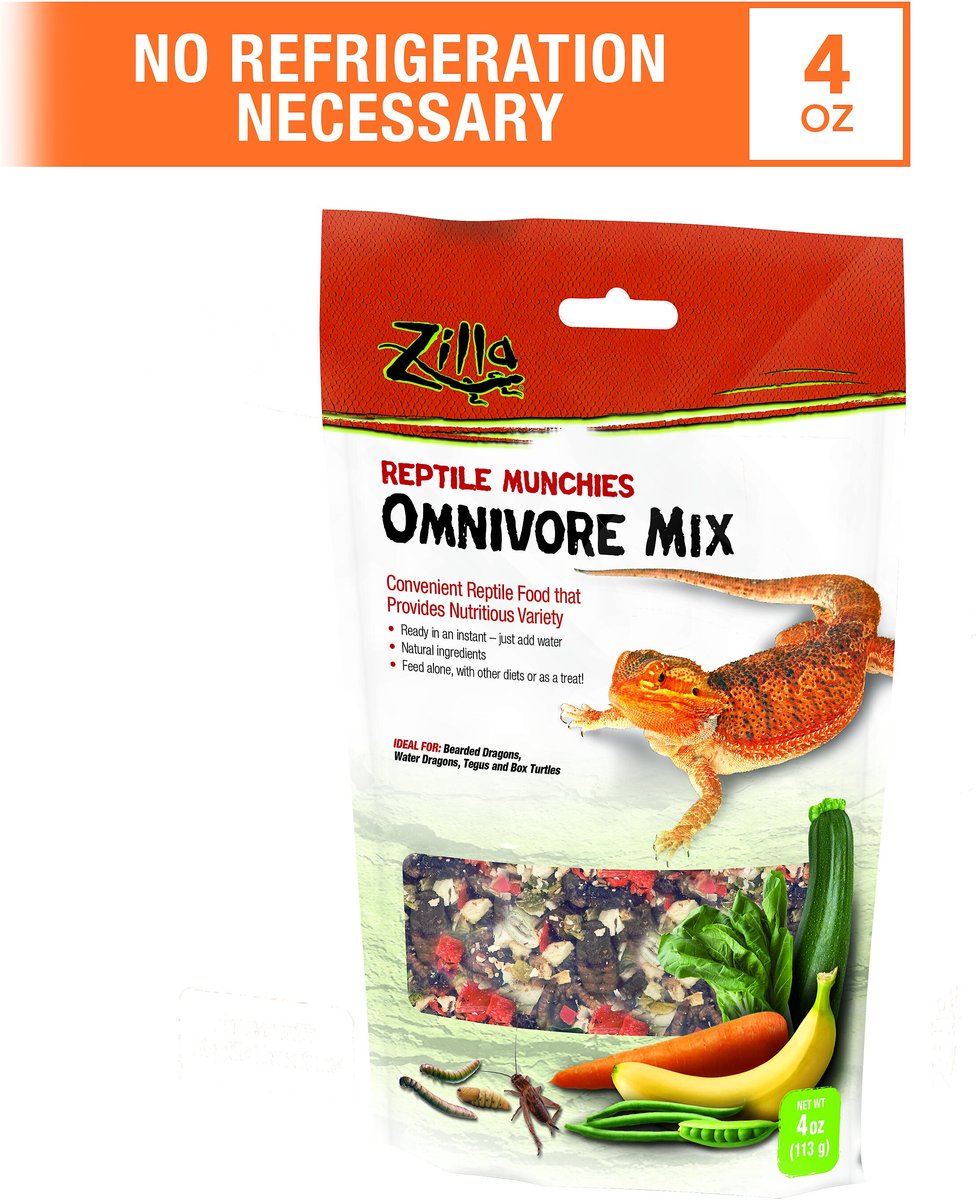 NO REFRIGERATION
NECESSARY
4
OZ
Zilla
REPTILE MUNCHIES
OMNIVORE MIX
Convenient Reptile Food that
Provides Nutritious Variety
• Ready in an instant – just add water
• Natural ingredients
• Feed alone, with other diets or as a treat!
IDEAL FOR: Bearded Dragons,
Water Dragons, Tegus and Box Turtles
NET WT
4 OZ
(113 g)